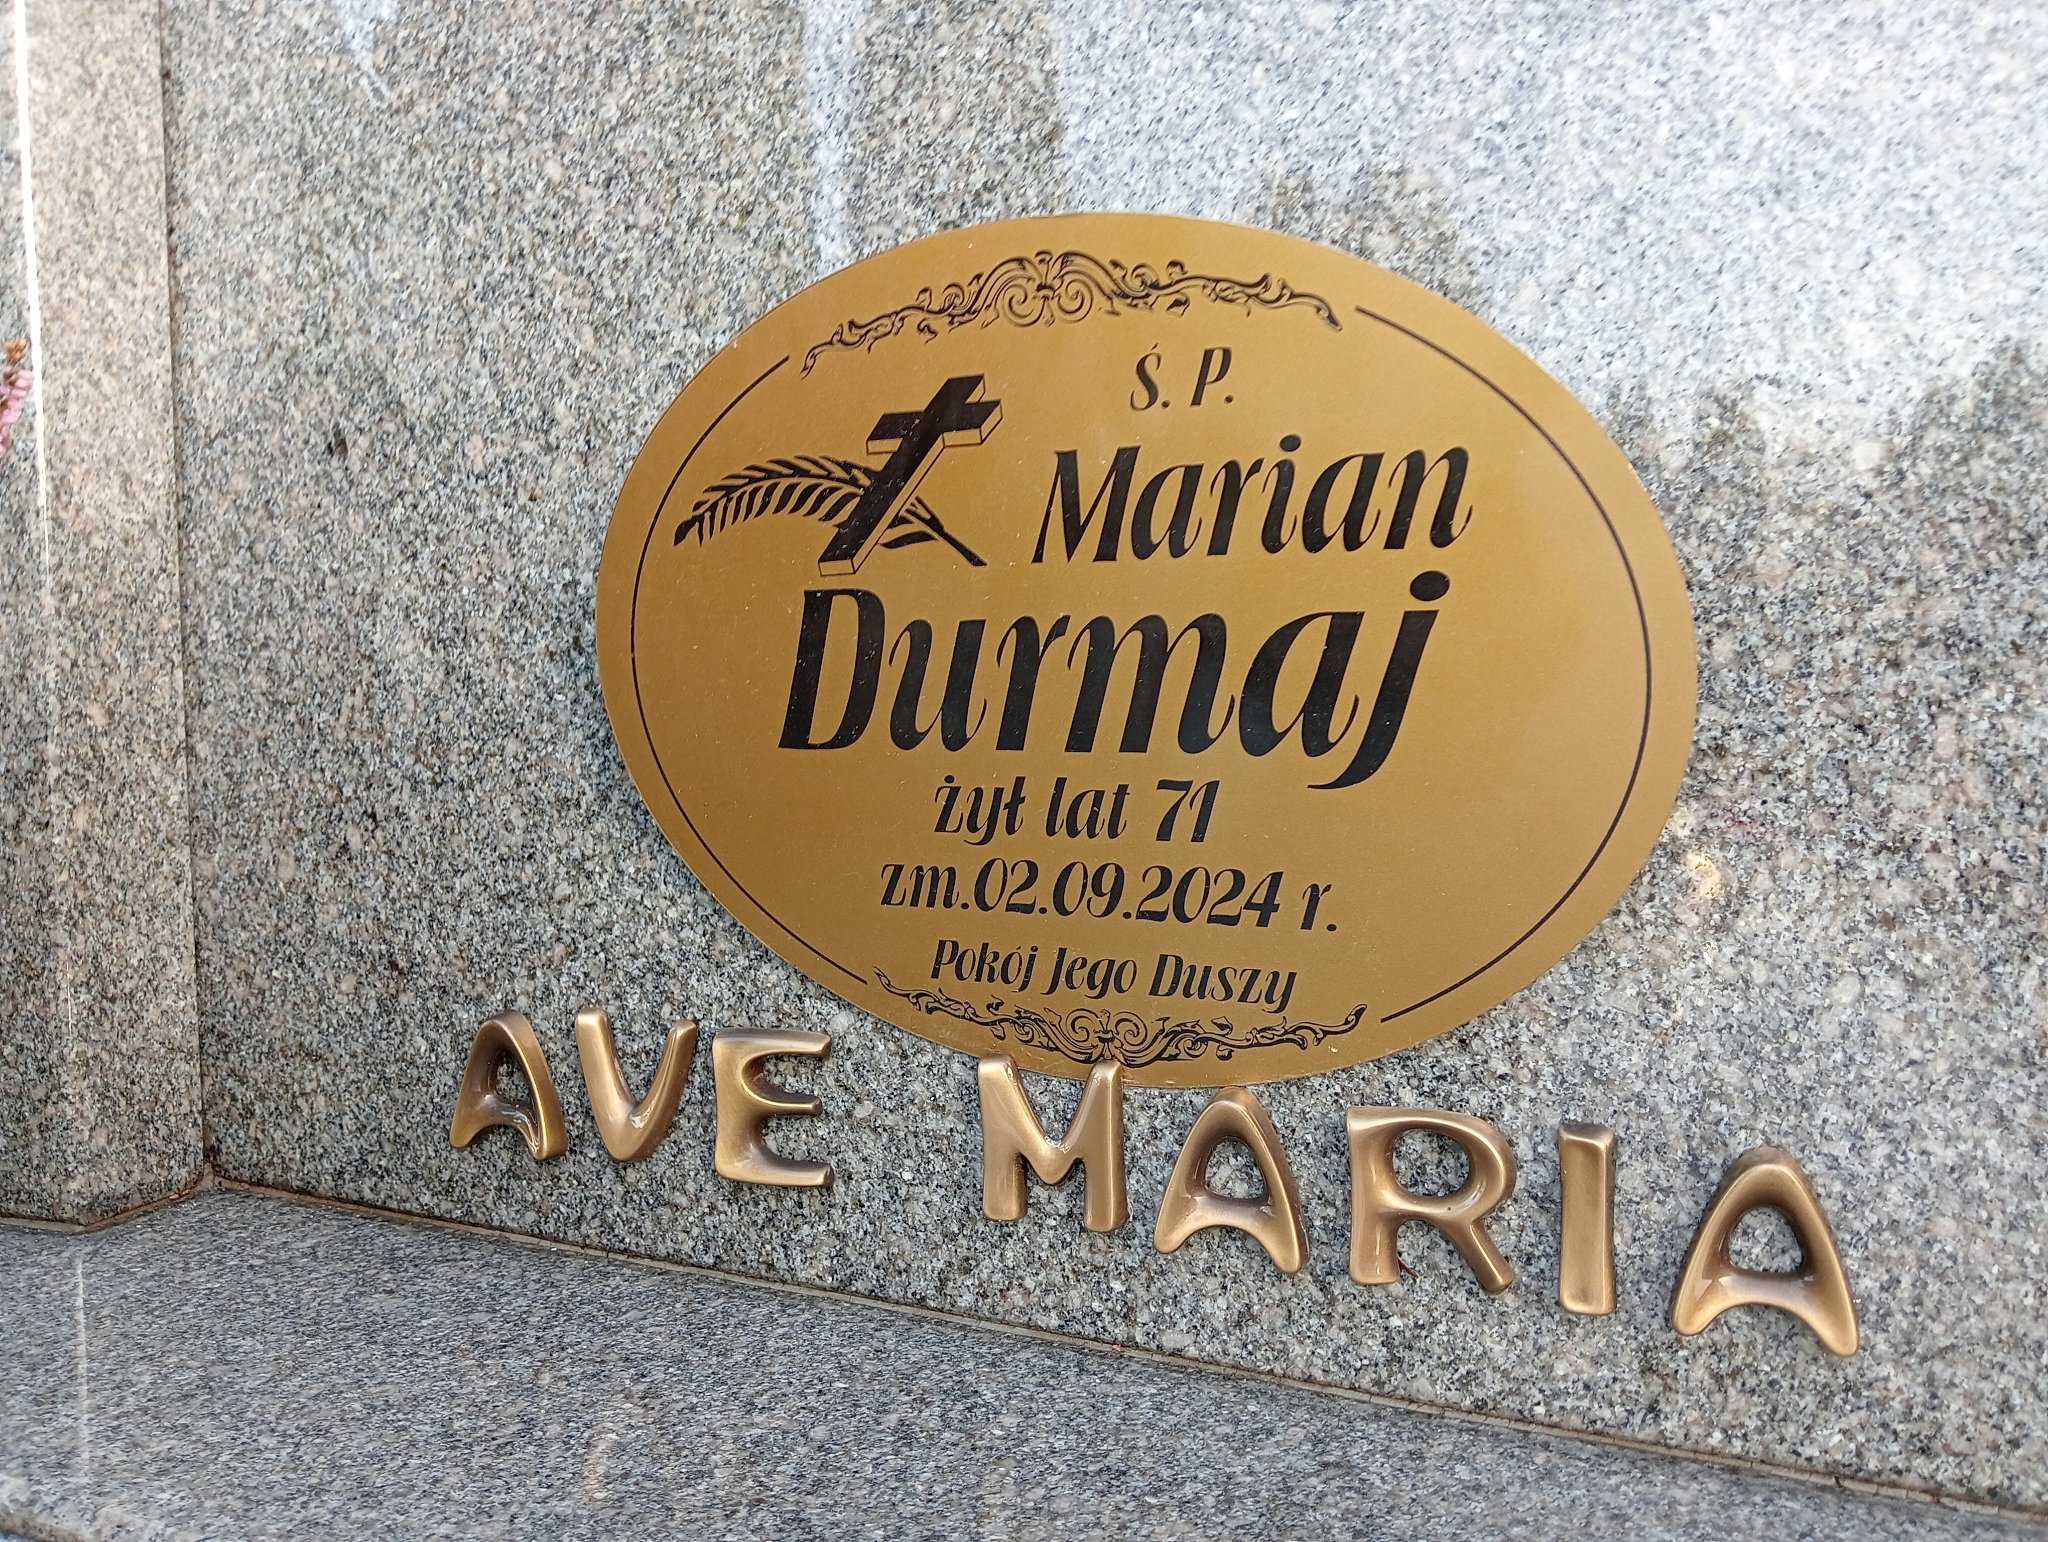 Ś. P.
Marian
Durmaj
żył lat 71
zm.02.09.2024 r.
Pokój Jego Duszy
AVE MARIA